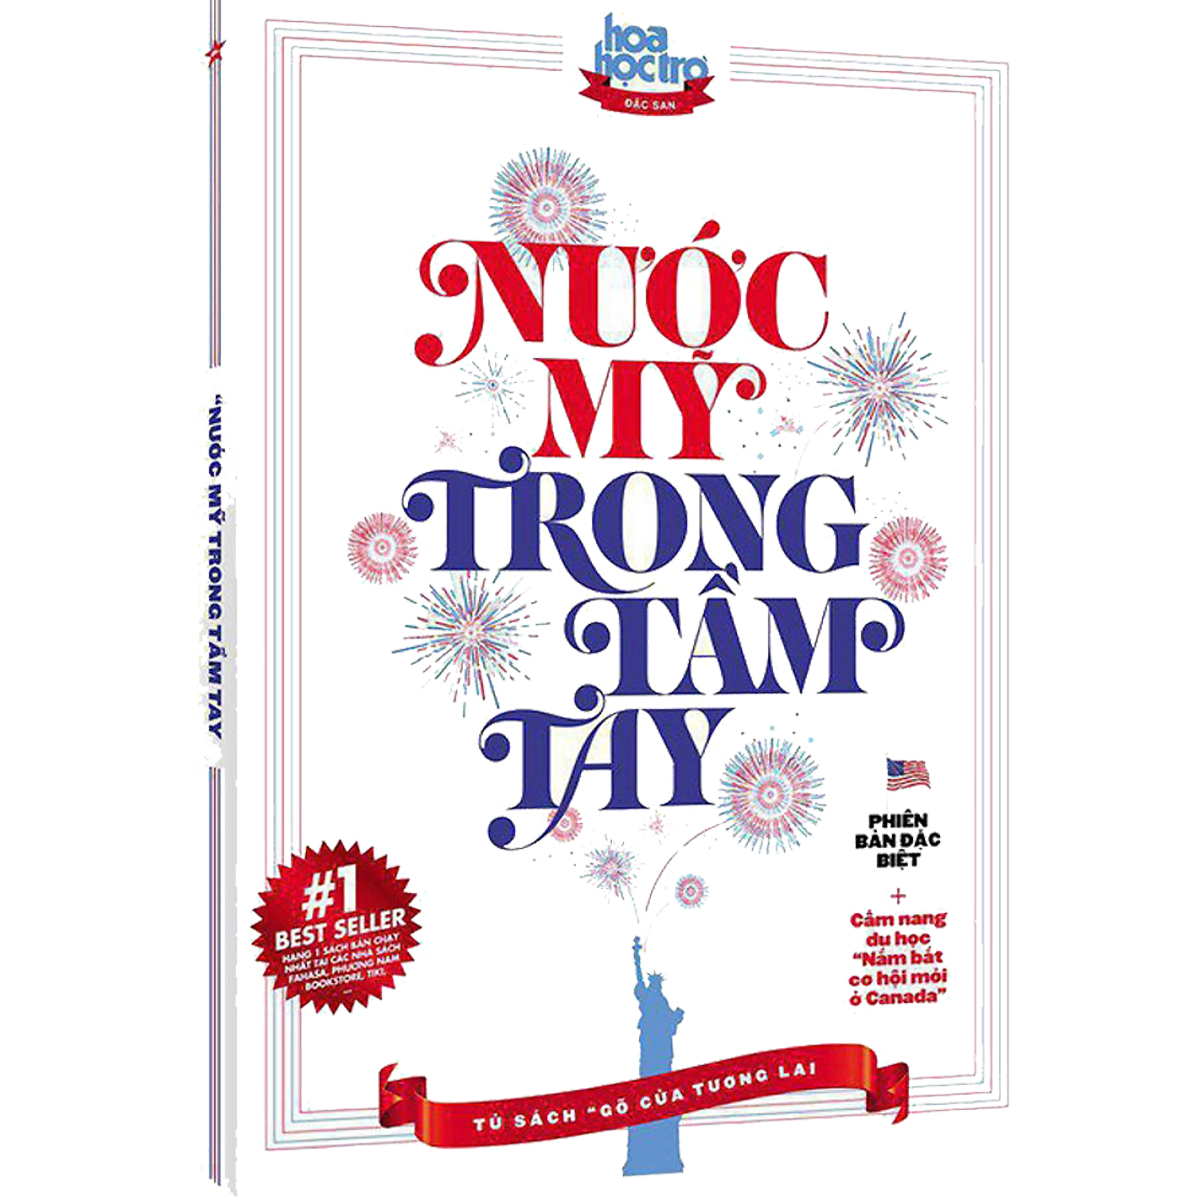 hoa
học trò
ĐẶC SAN
NƯỚC
MỸ
TRONG
TẦM
TAY
"NƯỚC MỸ TRONG TẦM TAY
PHIÊN
BẢN ĐẶC
BIỆT
+
Cẩm nang
du học
"Nắm bắt
cơ hội mới
ở Canada"
#1
BEST SELLER
HẠNG 1 SÁCH BÁN CHẠY
NHẤT TẠI CÁC NHÀ SÁCH
FAHASA, PHƯƠNG NAM
BOOKSTORE, TIKI,
...
TỦ SÁCH "GÕ CỬA TƯƠNG LAI